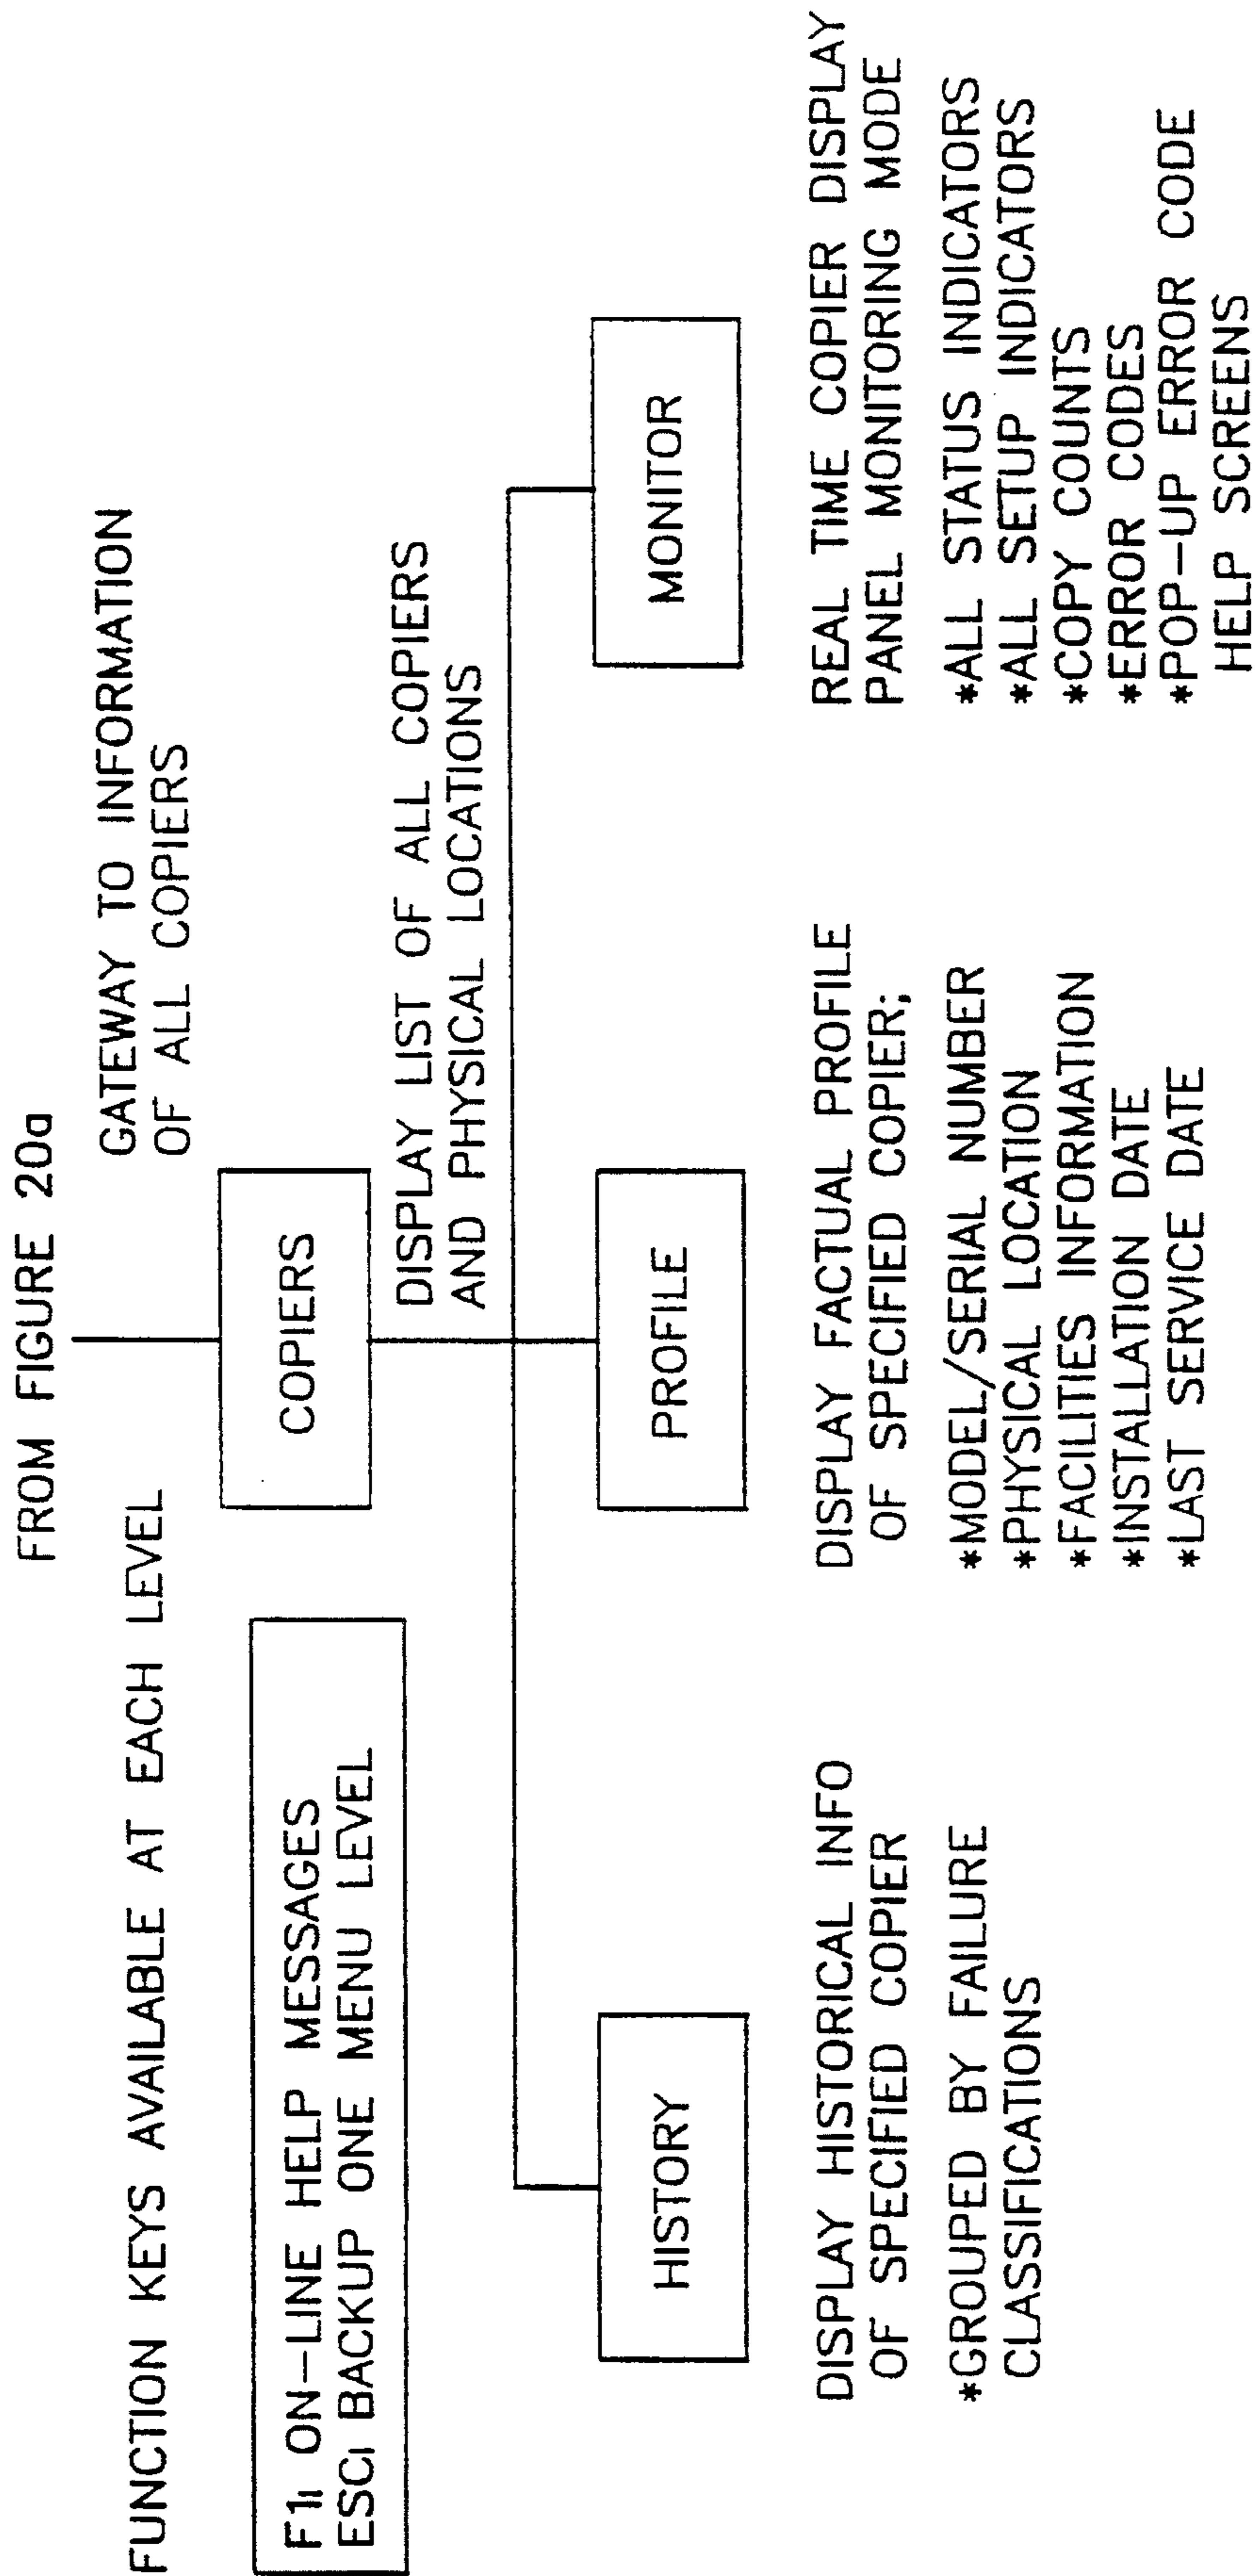 FROM FIGURE 20a
FUNCTION KEYS AVAILABLE AT EACH LEVEL
GATEWAY TO INFORMATION
OF ALL COPIERS
F1: ON-LINE HELP MESSAGES
ESC: BACKUP ONE MENU LEVEL
COPIERS
DISPLAY LIST OF ALL COPIERS
AND PHYSICAL LOCATIONS
HISTORY
DISPLAY HISTORICAL INFO
OF SPECIFIED COPIER
*GROUPED BY FAILURE
CLASSIFICATIONS
PROFILE
DISPLAY FACTUAL PROFILE
OF SPECIFIED COPIER;
*MODEL/SERIAL NUMBER
*PHYSICAL LOCATION
*FACILITIES INFORMATION
*INSTALLATION DATE
*LAST SERVICE DATE
MONITOR
REAL TIME COPIER DISPLAY
PANEL MONITORING MODE
*ALL STATUS INDICATORS
*ALL SETUP INDICATORS
*COPY COUNTS
*ERROR CODES
*POP-UP ERROR CODE
HELP SCREENS